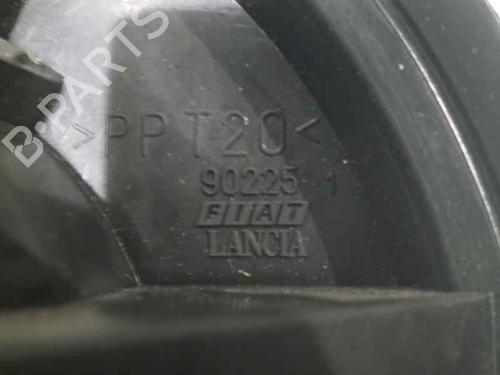 B-PARTS
>PP T20<
90225 1
FIAT
LANCIA